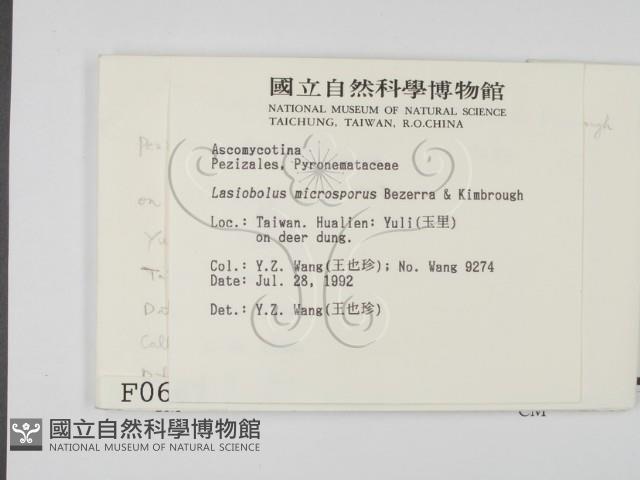 國立自然科學博物館
NATIONAL MUSEUM OF NATURAL SCIENCE
TAICHUNG, TAIWAN, R.O.CHINA
Ascomycotina
Pezizales, Pyronemataceae
Lasiobolus microsporus Bezerra & Kimbrough
Loc.: Taiwan. Hualien: Yuli(玉里)
on deer dung.
Col.: Y.Z. Wang(王也珍); No. Wang 9274
Date: Jul. 28, 1992
Det.: Y.Z. Wang(王也珍)
F06
CM
國立自然科學博物館
NATIONAL MUSEUM OF NATURAL SCIENCE